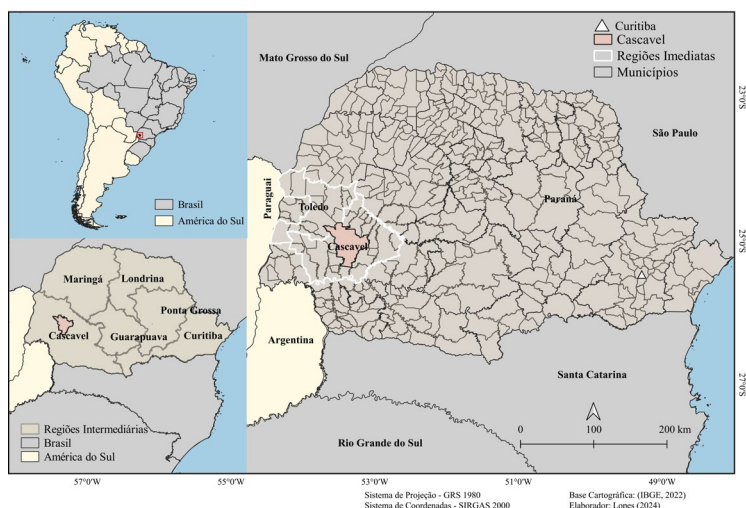 Mato Grosso do Sul
Curitiba
Cascavel
Regiões Imediatas
Municípios
23°0'S
São Paulo
Paraguai
Toledo
Paraná
Cascavel
25°0'S
Brasil
América do Sul
Maringá
Londrina
Ponta Grossa
Cascavel
Guarapuava
Curitiba
Argentina
Santa Catarina
27°0'S
Regiões Intermediárias
Brasil
América do Sul
Rio Grande do Sul
0 100 200 km
57°0'W 55°0'W 53°0'W 51°0'W 49°0'W
Sistema de Projeção - GRS 1980
Sistema de Coordenadas - SIRGAS 2000
Base Cartográfica: (IBGE, 2022)
Elaborador: Lopes (2024)